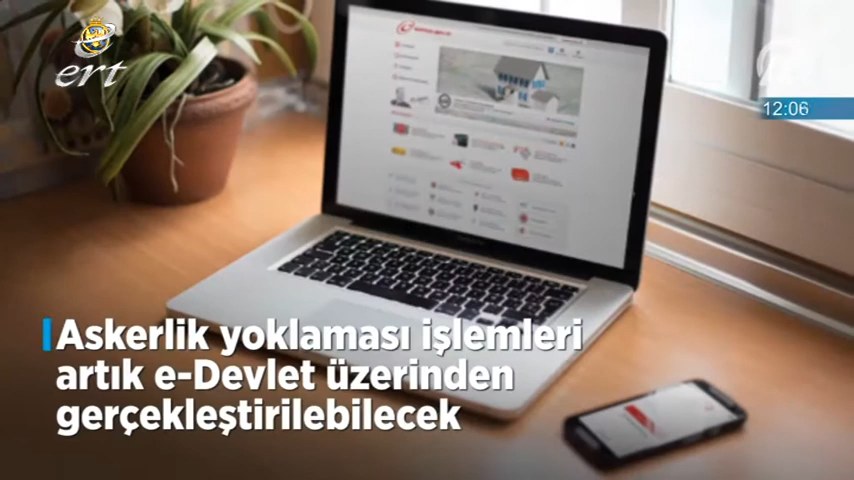 ert
12:06
Askerlik yoklaması işlemleri
artık e-Devlet üzerinden
gerçekleştirilebilecek